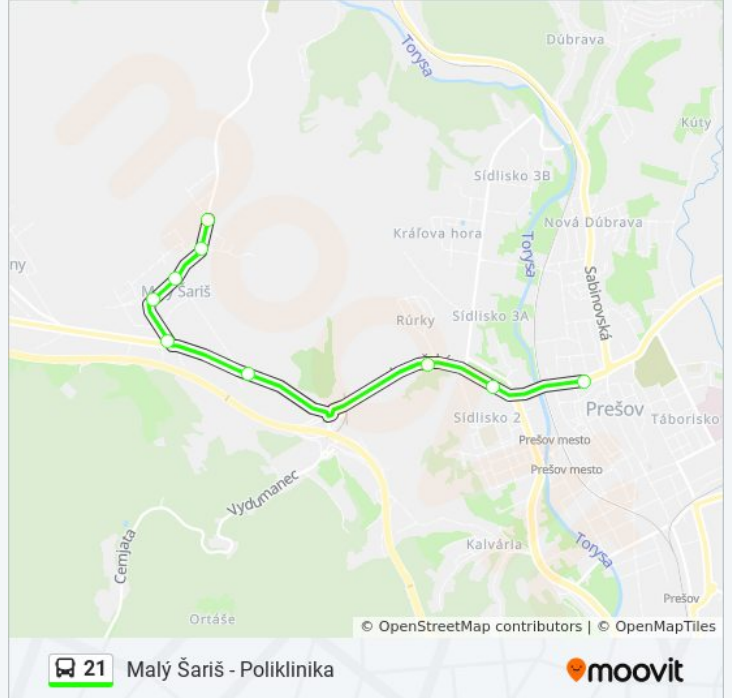 Torysa
Dúbrava
Kúty
Sídlisko 3B
Nová Dúbrava
Kráľova hora
Torysa
ny
Malý Šariš
Sabinovská
Rúrky
Sídlisko 3A
Prešov
Sídlisko 2
Táborisko
Prešov mesto
Prešov mesto
Vydumanec
Cemjata
Kalvária
Torysa
Prešov
Ortáše
© OpenStreetMap contributors | © OpenMapTiles
21 Malý Šariš - Poliklinika
moovit